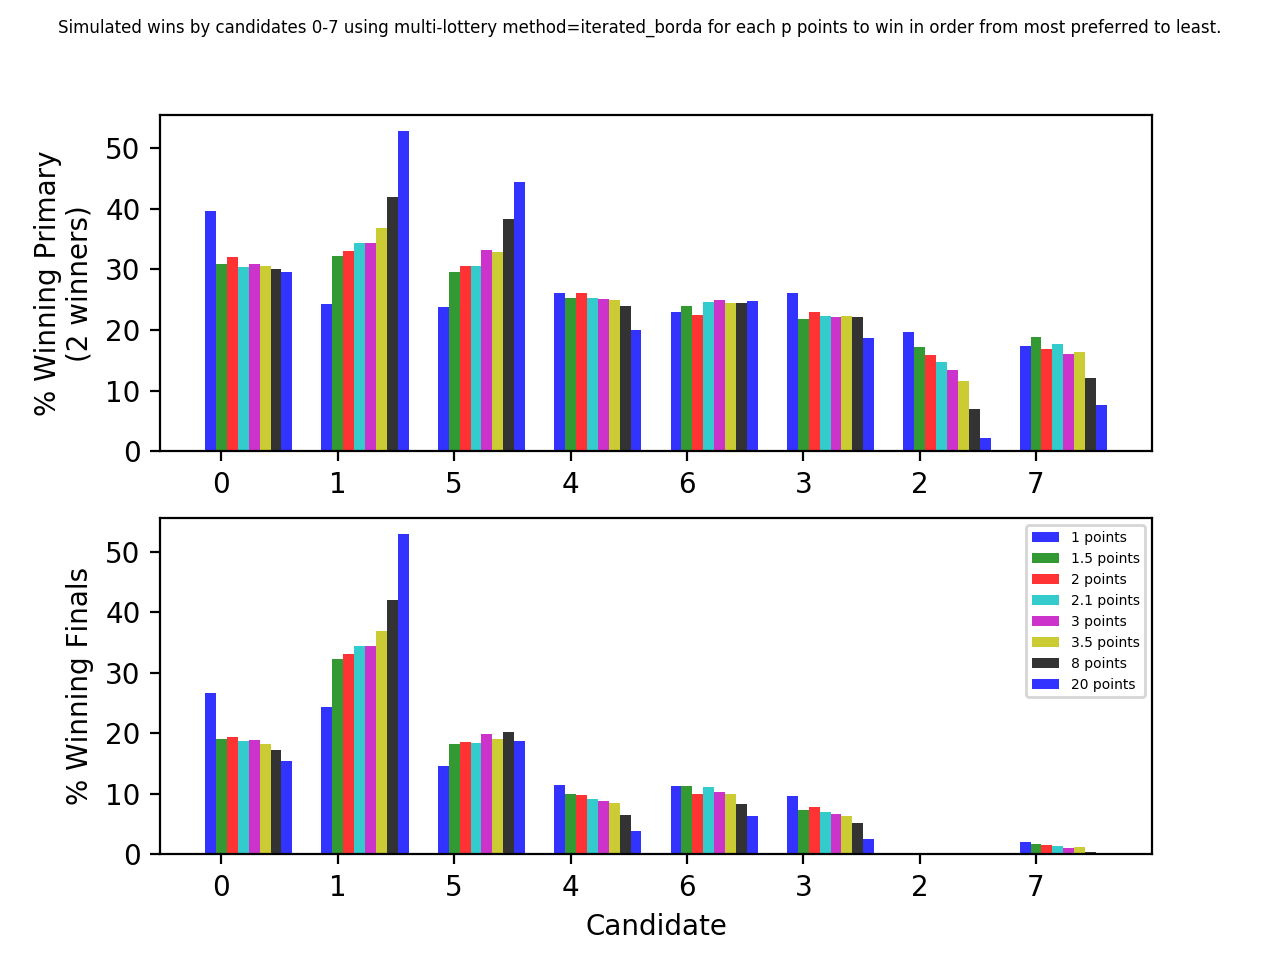 Simulated wins by candidates 0-7 using multi-lottery method=iterated_borda for each p points to win in order from most preferred to least.
% Winning Primary
(2 winners)
50
40
30
20
10
0
0 1 5 4 6 3 2 7
% Winning Finals
50
40
30
20
10
0
1 points
1.5 points
2 points
2.1 points
3 points
3.5 points
8 points
20 points
0 1 5 4 6 3 2 7
Candidate